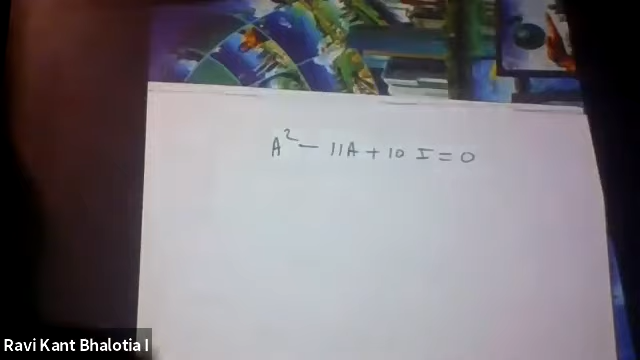 A² - 11A + 10 I = 0
Ravi Kant Bhalotia I